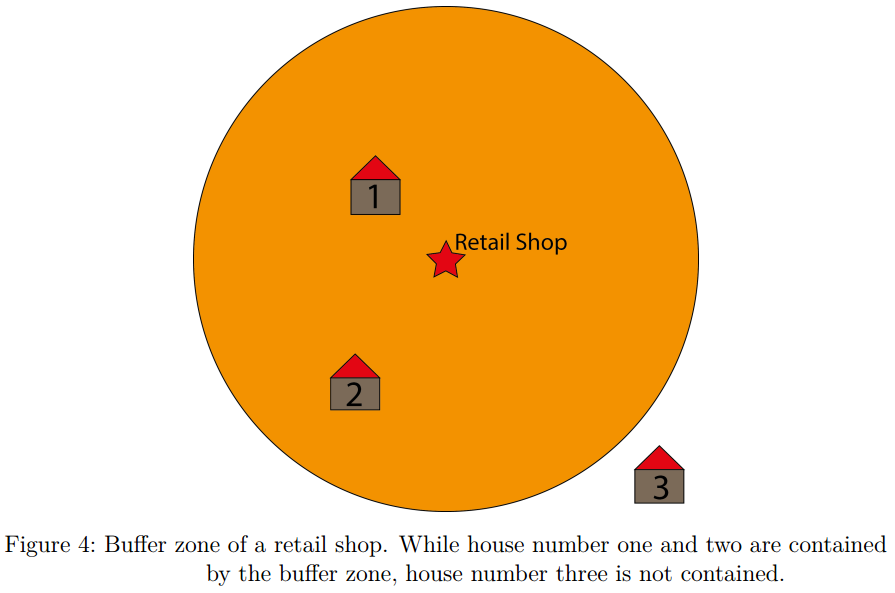 1
Retail Shop
2
3
Figure 4: Buffer zone of a retail shop. While house number one and two are contained
by the buffer zone, house number three is not contained.